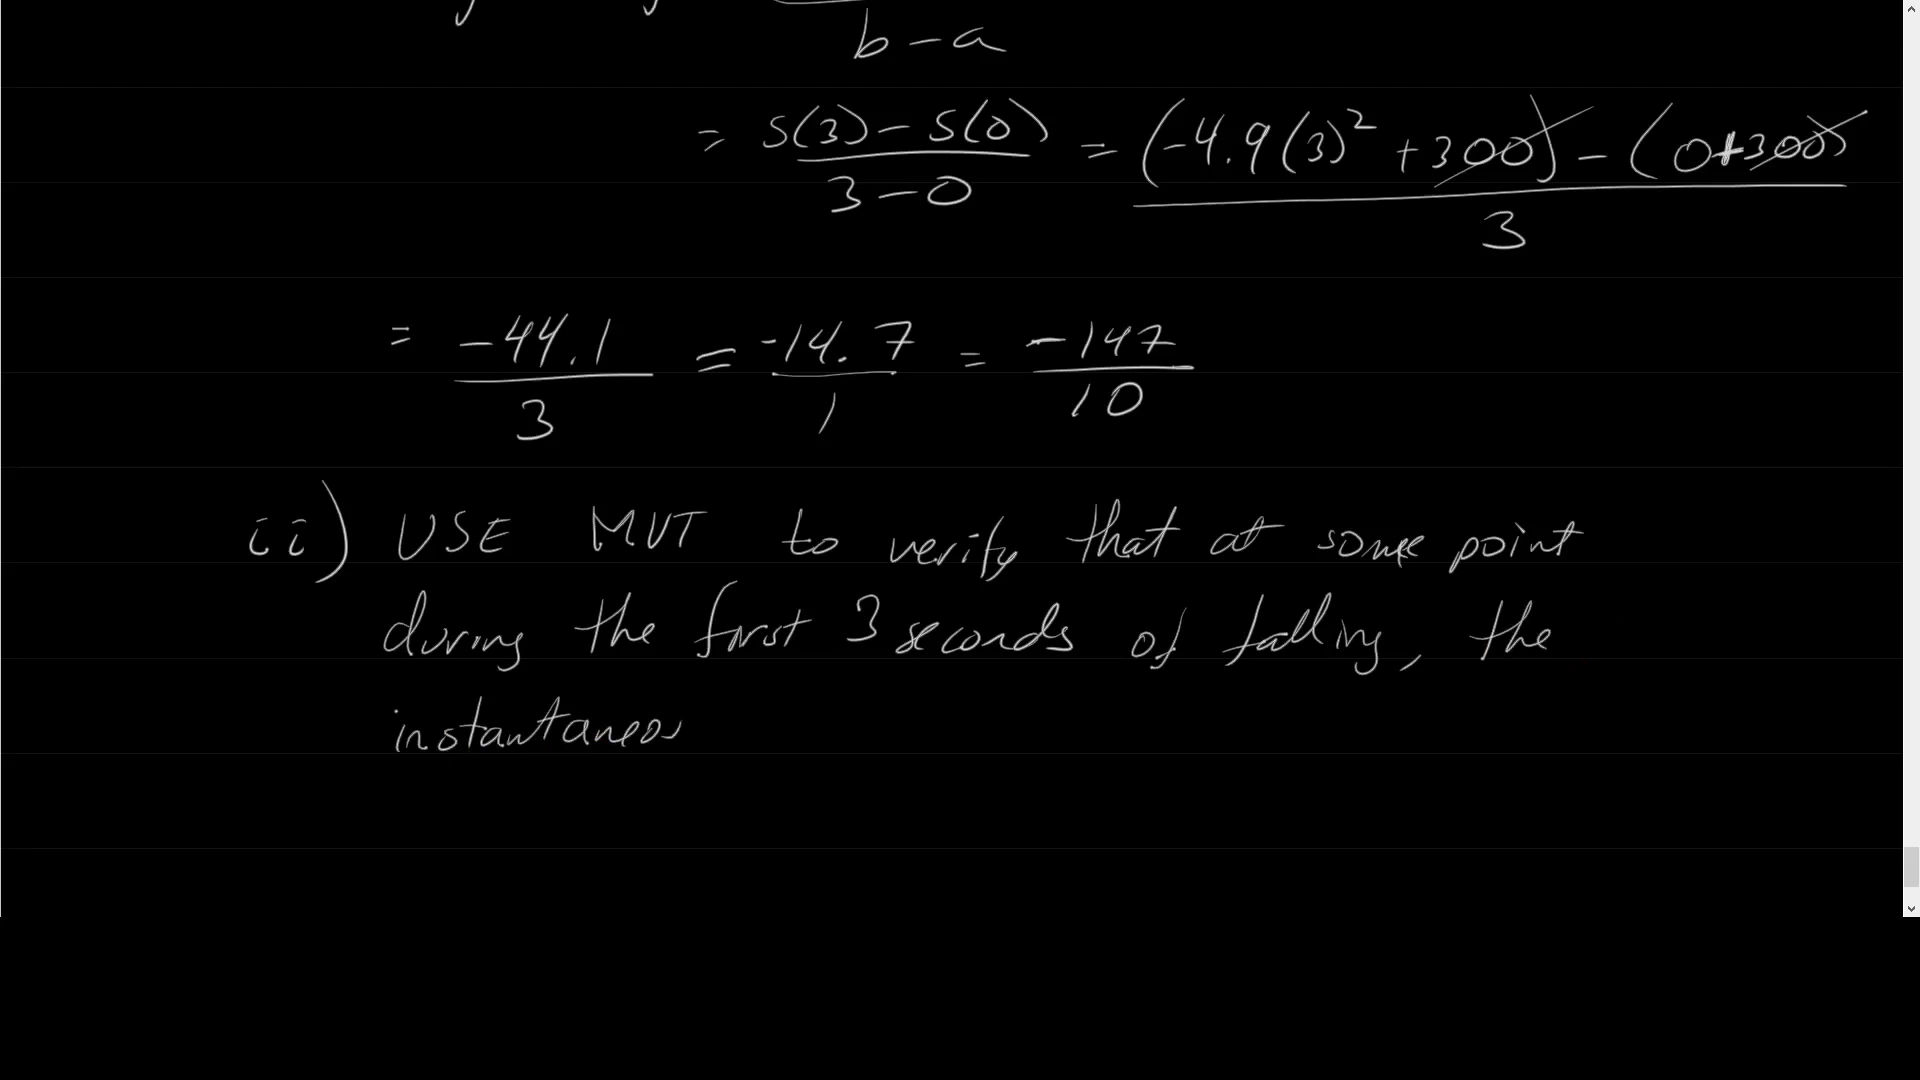 b - a
= S(3) - S(0) / 3 - 0 = (-4.9(3)² + 300) - (0 + 300) / 3
= -44.1 / 3 = -14.7 / 1 = -147 / 10
ii) USE MVT to verify that at some point
during the first 3 seconds of falling, the
instantaneou